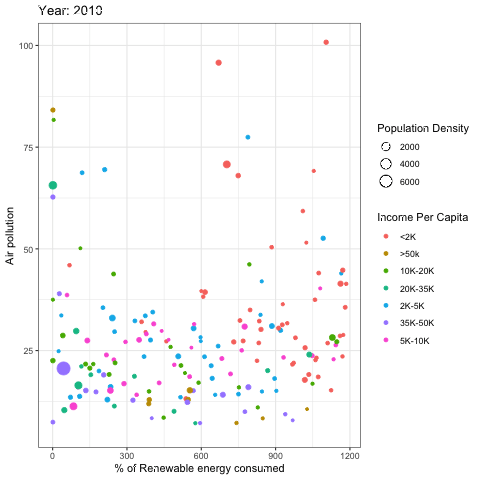 Year: 2010
100
75
50
25
0
300
600
900
1200
Air pollution
% of Renewable energy consumed
Population Density
2000
4000
6000
Income Per Capita
<2K
>50k
10K-20K
20K-35K
2K-5K
35K-50K
5K-10K